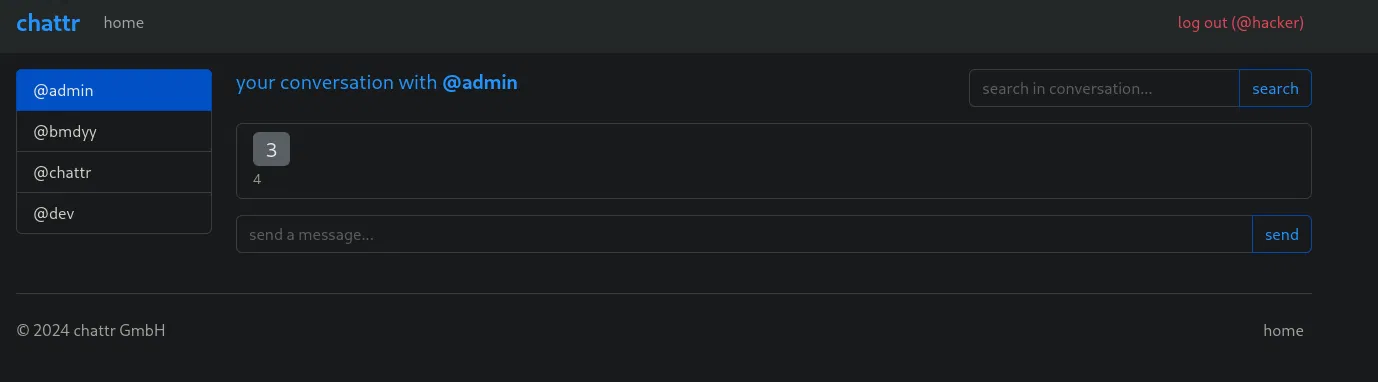 chattr home log out (@hacker)
@admin
@bmdyy
@chattr
@dev
your conversation with @admin
search in conversation... search
3
4
send a message... send
© 2024 chattr GmbH home